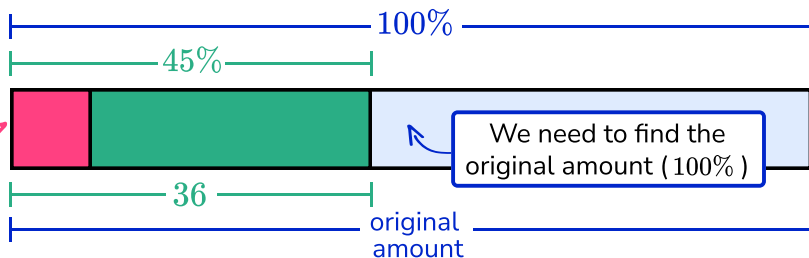 100%
45%
We need to find the
original amount (100%)
36
original
amount